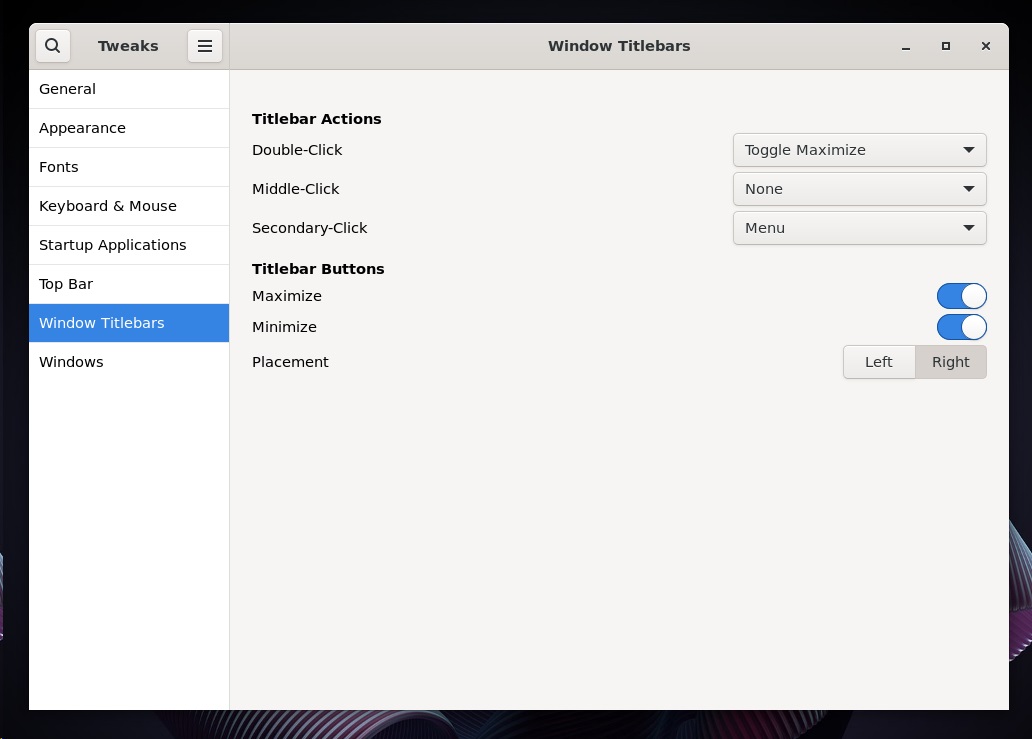 Tweaks
Window Titlebars
General
Appearance
Fonts
Keyboard & Mouse
Startup Applications
Top Bar
Window Titlebars
Windows
Titlebar Actions
Double-Click
Toggle Maximize
Middle-Click
None
Secondary-Click
Menu
Titlebar Buttons
Maximize
Minimize
Placement
Left
Right